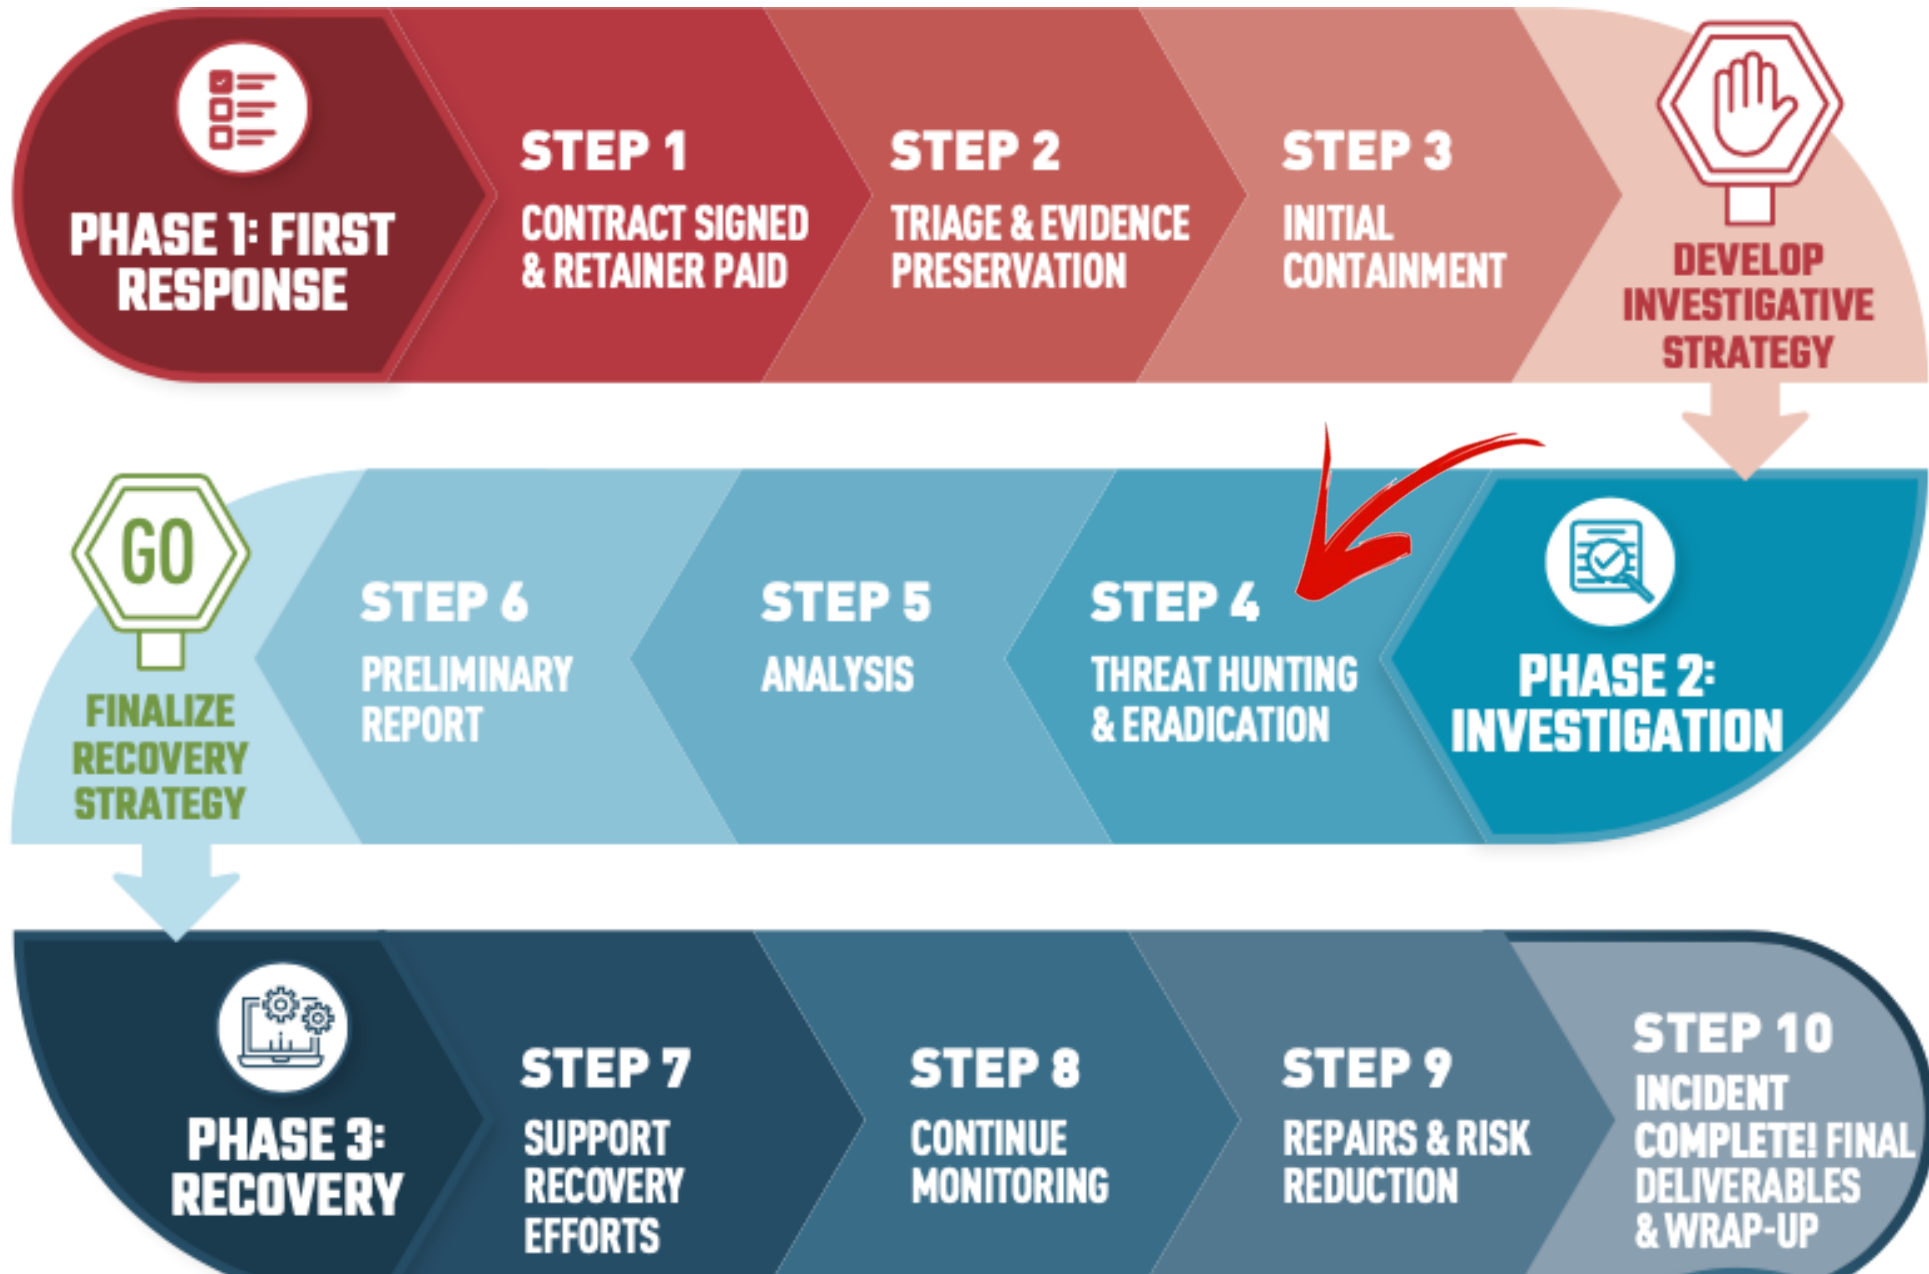 PHASE 1: FIRST
RESPONSE
STEP 1
CONTRACT SIGNED
& RETAINER PAID
STEP 2
TRIAGE & EVIDENCE
PRESERVATION
STEP 3
INITIAL
CONTAINMENT
DEVELOP
INVESTIGATIVE
STRATEGY
PHASE 2:
INVESTIGATION
STEP 4
THREAT HUNTING
& ERADICATION
STEP 5
ANALYSIS
STEP 6
PRELIMINARY
REPORT
GO
FINALIZE
RECOVERY
STRATEGY
PHASE 3:
RECOVERY
STEP 7
SUPPORT
RECOVERY
EFFORTS
STEP 8
CONTINUE
MONITORING
STEP 9
REPAIRS & RISK
REDUCTION
STEP 10
INCIDENT
COMPLETE! FINAL
DELIVERABLES
& WRAP-UP